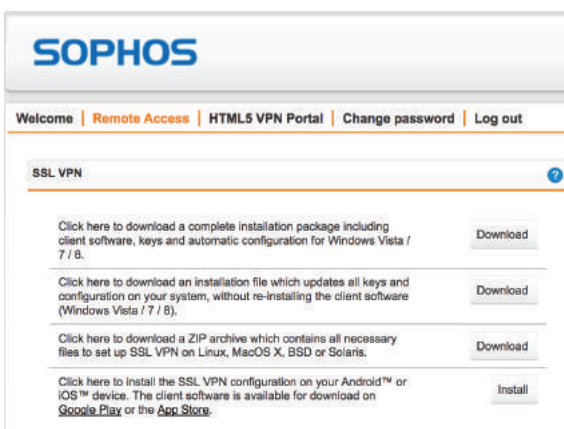 SOPHOS
Welcome | Remote Access | HTML5 VPN Portal | Change password | Log out
SSL VPN
?
Click here to download a complete installation package including
client software, keys and automatic configuration for Windows Vista /
7 / 8.
Download
Click here to download an installation file which updates all keys and
configuration on your system, without re-installing the client software
(Windows Vista / 7 / 8).
Download
Click here to download a ZIP archive which contains all necessary
files to set up SSL VPN on Linux, MacOS X, BSD or Solaris.
Download
Click here to install the SSL VPN configuration on your Android™ or
iOS™ device. The client software is available for download on
Google Play or the App Store.
Install